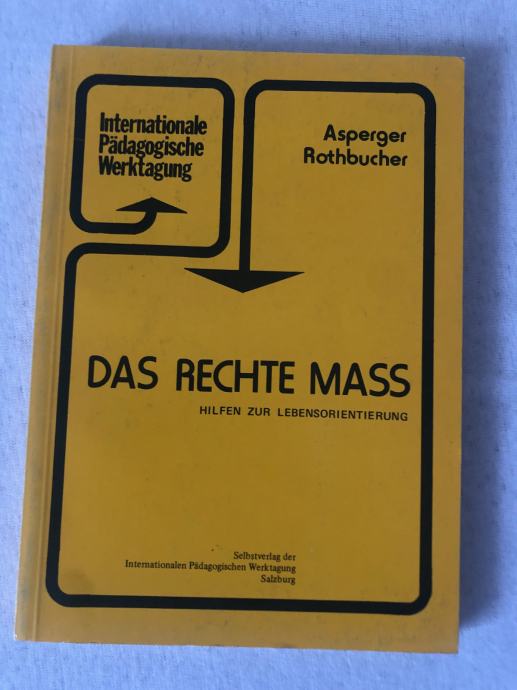 Internationale
Pädagogische
Werktagung
Asperger
Rothbucher
DAS RECHTE MASS
HILFEN ZUR LEBENSORIENTIERUNG
Selbstverlag der
Internationalen Pädagogischen Werktagung
Salzburg